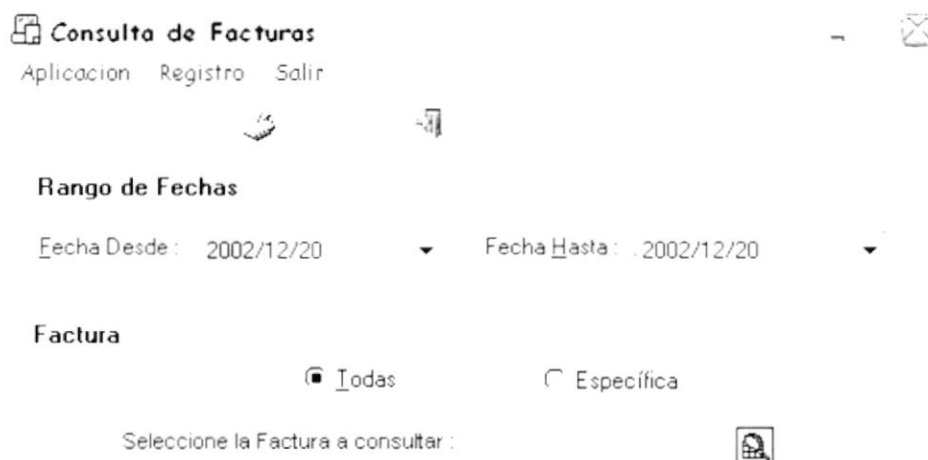 Consulta de Facturas
Aplicacion Registro Salir
Rango de Fechas
Fecha Desde : 2002/12/20 Fecha Hasta : 2002/12/20
Factura
Todas Específica
Seleccione la Factura a consultar :